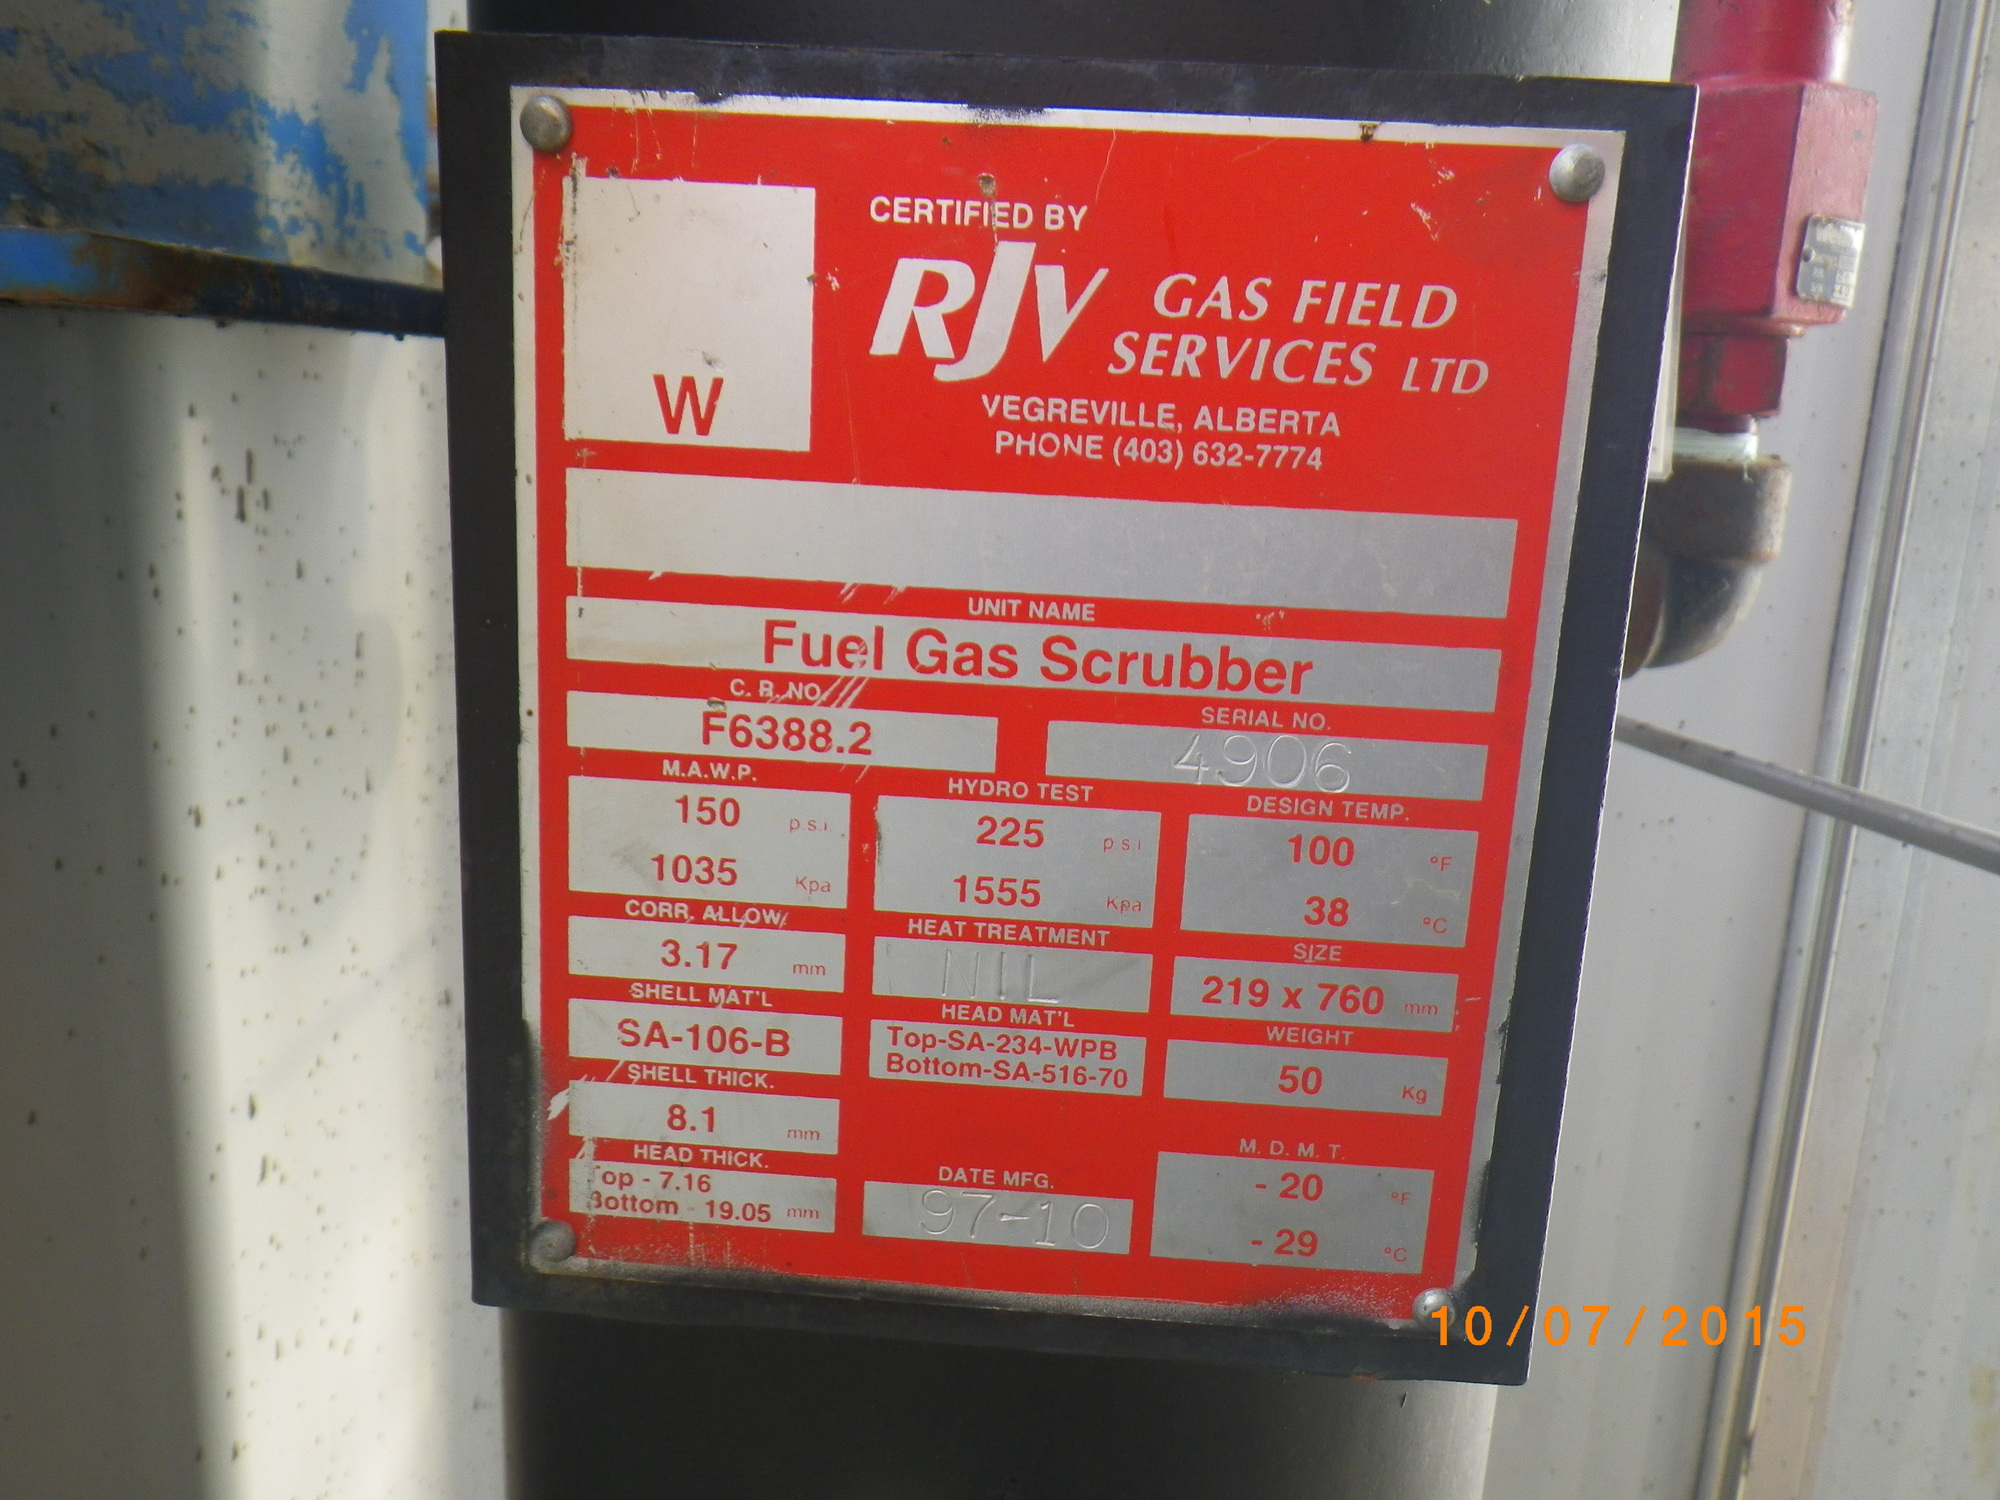 W
CERTIFIED BY
RJV GAS FIELD
SERVICES LTD
VEGREVILLE, ALBERTA
PHONE (403) 632-7774
UNIT NAME
Fuel Gas Scrubber
C. R. NO.
F6388.2
SERIAL NO.
4906
M.A.W.P.
150 p.s.i.
1035 Kpa
HYDRO TEST
225 p s i
1555 Kpa
DESIGN TEMP.
100 °F
38 °C
CORR. ALLOW.
3.17 mm
HEAT TREATMENT
NIL
SIZE
219 x 760 mm
SHELL MAT'L
SA-106-B
HEAD MAT'L
Top-SA-234-WPB
Bottom-SA-516-70
WEIGHT
50 Kg
SHELL THICK.
8.1 mm
HEAD THICK.
Top - 7.16
Bottom - 19.05 mm
DATE MFG.
97-10
M. D. M. T.
- 20 °F
- 29 °C
10/07/2015